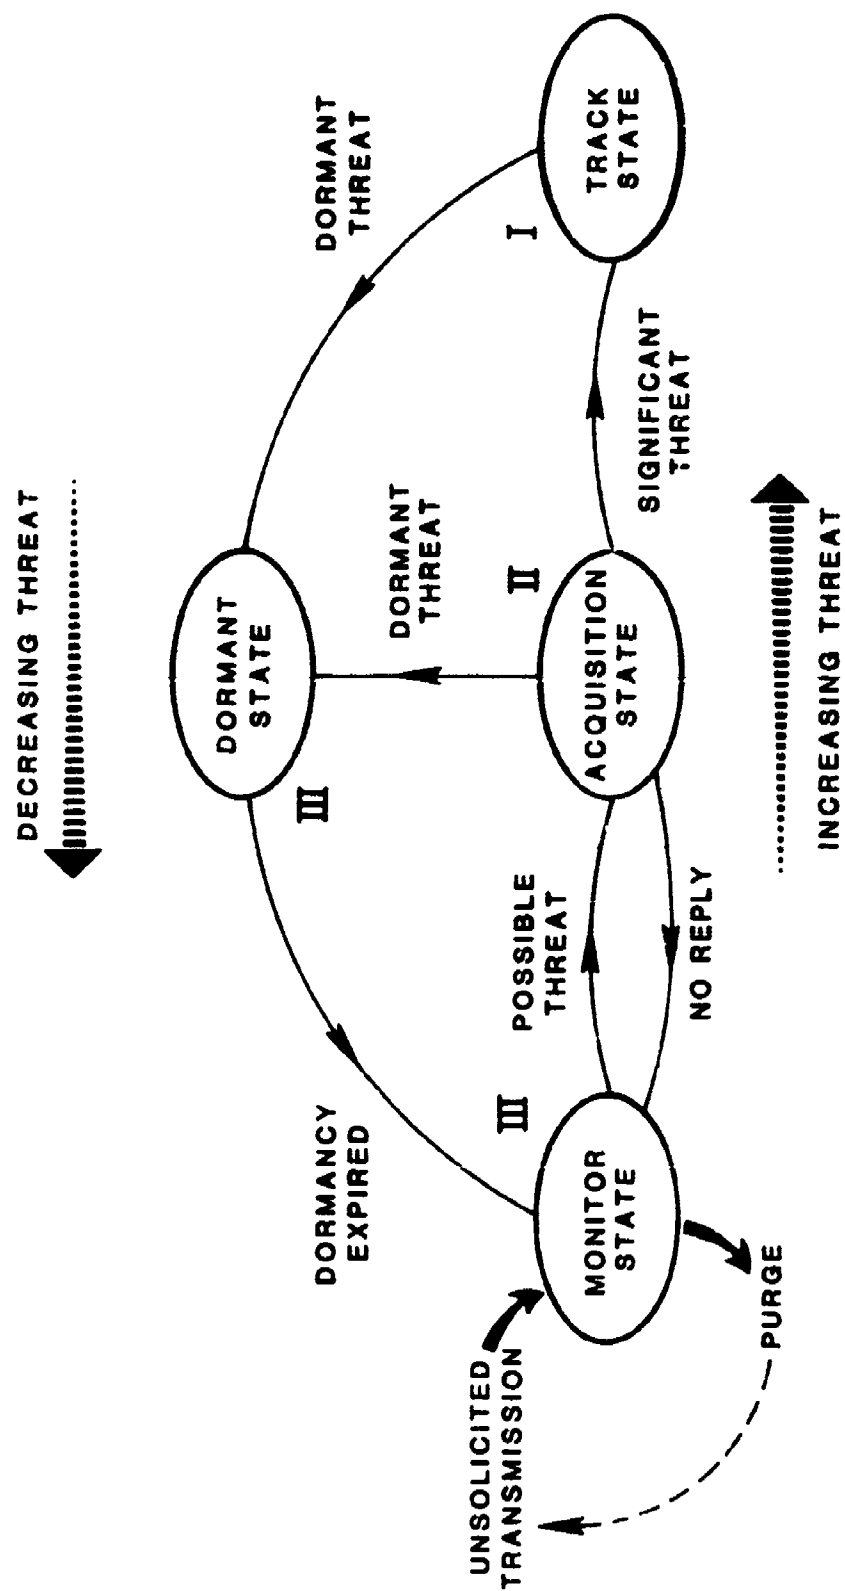 DECREASING THREAT
DORMANCY
EXPIRED
DORMANT
STATE
III
DORMANT
THREAT
DORMANT
THREAT
UNSOLICITED
TRANSMISSION
MONITOR
STATE
III
POSSIBLE
THREAT
ACQUISITION
STATE
II
TRACK
STATE
I
NO REPLY
SIGNIFICANT
THREAT
PURGE
INCREASING THREAT